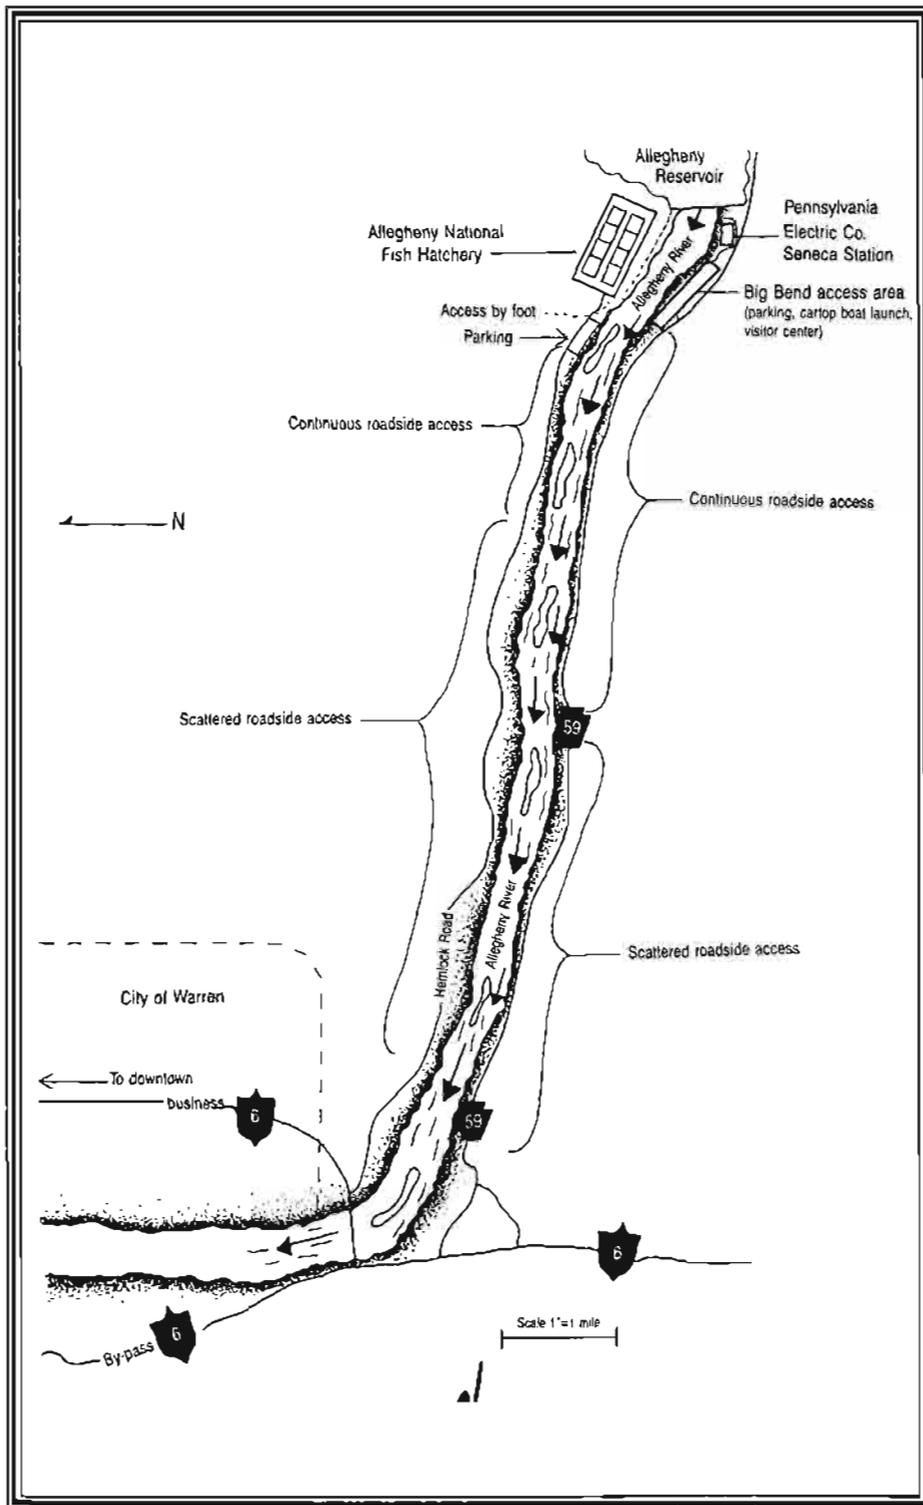 Allegheny
Reservoir
Pennsylvania
Electric Co.
Seneca Station
Allegheny National
Fish Hatchery
Allegheny River
Big Bend access area
(parking, cartop boat launch,
visitor center)
Access by foot
Parking
Continuous roadside access
Continuous roadside access
N
Scattered roadside access
59
Hemlock Road
Allegheny River
Scattered roadside access
City of Warren
To downtown
business
6
59
6
Scale 1"=1 mile
By-pass
6